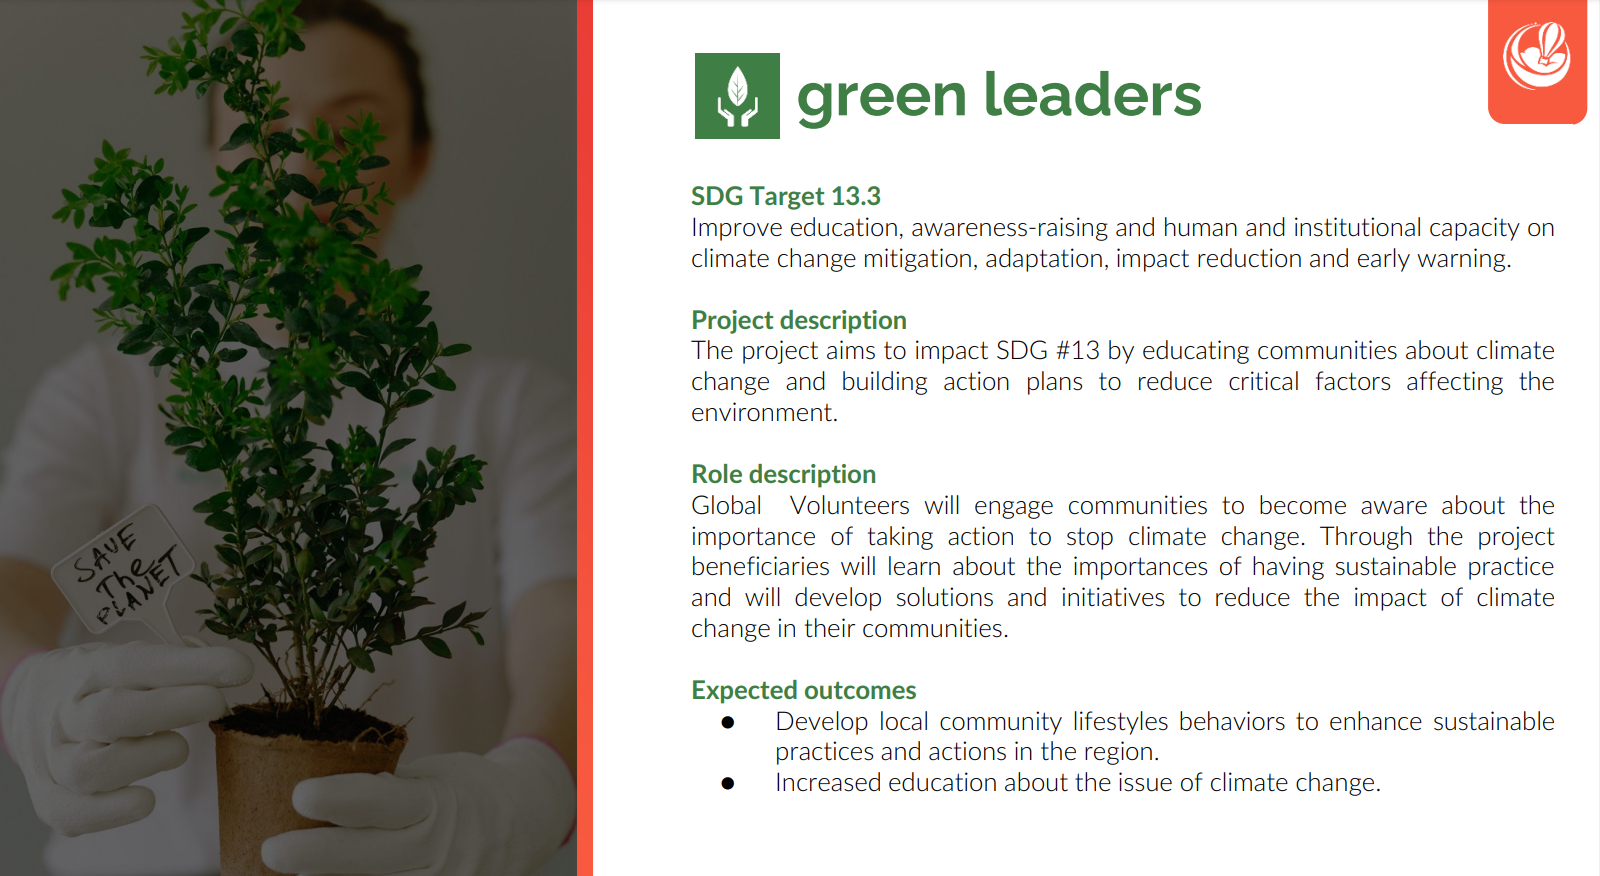 green leaders
SDG Target 13.3
Improve education, awareness-raising and human and institutional capacity on
climate change mitigation, adaptation, impact reduction and early warning.
Project description
The project aims to impact SDG #13 by educating communities about climate
change and building action plans to reduce critical factors affecting the
environment.
Role description
Global Volunteers will engage communities to become aware about the
importance of taking action to stop climate change. Through the project
beneficiaries will learn about the importances of having sustainable practice
and will develop solutions and initiatives to reduce the impact of climate
change in their communities.
Expected outcomes
● Develop local community lifestyles behaviors to enhance sustainable
practices and actions in the region.
● Increased education about the issue of climate change.
SAVE
The
PLANET